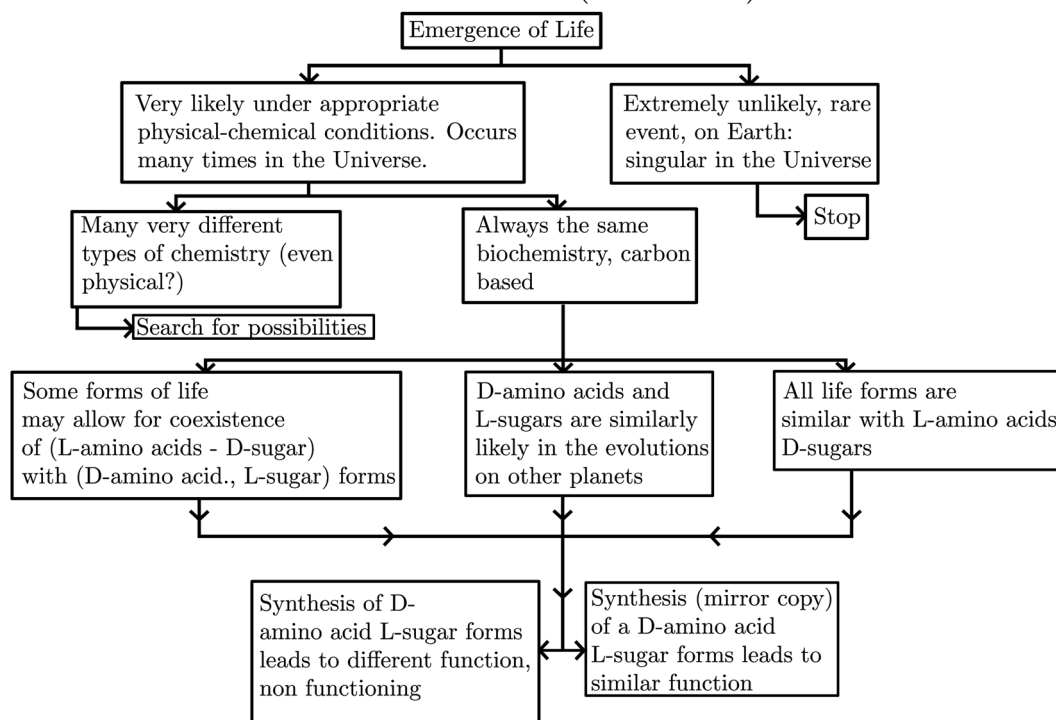 Emergence of Life
Very likely under appropriate
physical-chemical conditions. Occurs
many times in the Universe.
Extremely unlikely, rare
event, on Earth:
singular in the Universe
Stop
Many very different
types of chemistry (even
physical?)
Always the same
biochemistry, carbon
based
Search for possibilities
Some forms of life
may allow for coexistence
of (L-amino acids - D-sugar)
with (D-amino acid., L-sugar) forms
D-amino acids and
L-sugars are similarly
likely in the evolutions
on other planets
All life forms are
similar with L-amino acids
D-sugars
Synthesis of D-
amino acid L-sugar forms
leads to different function,
non functioning
Synthesis (mirror copy)
of a D-amino acid
L-sugar forms leads to
similar function